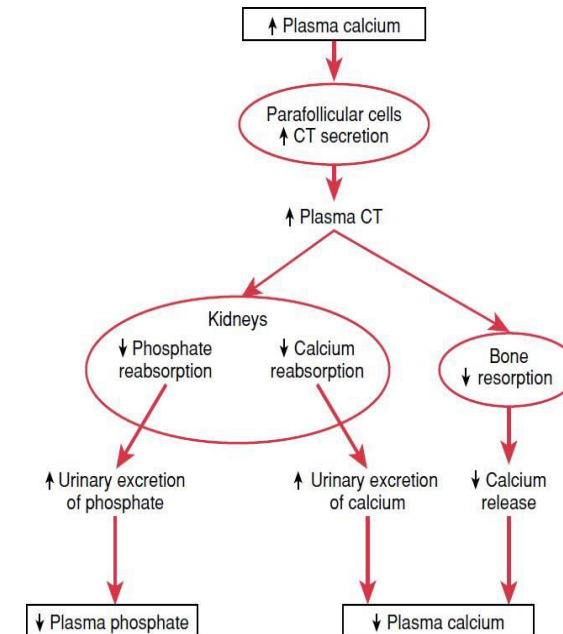 ↑ Plasma calcium
Parafollicular cells
↑ CT secretion
↑ Plasma CT
Kidneys
↓ Phosphate
reabsorption
↓ Calcium
reabsorption
Bone
↓ resorption
↑ Urinary excretion
of phosphate
↑ Urinary excretion
of calcium
↓ Calcium
release
↓ Plasma phosphate
↓ Plasma calcium